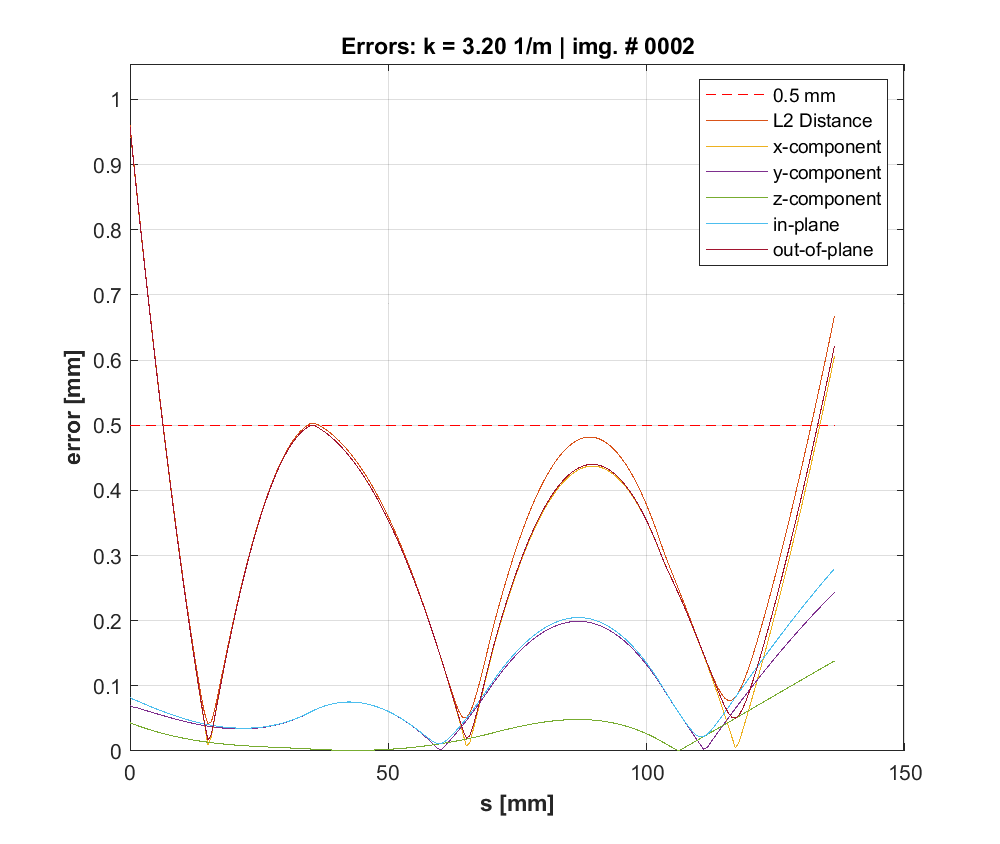 Errors: k = 3.20 1/m | img. # 0002
0.5 mm
L2 Distance
x-component
y-component
z-component
in-plane
out-of-plane
1
0.9
0.8
0.7
0.6
0.5
0.4
0.3
0.2
0.1
0
error [mm]
0 50 100 150
s [mm]